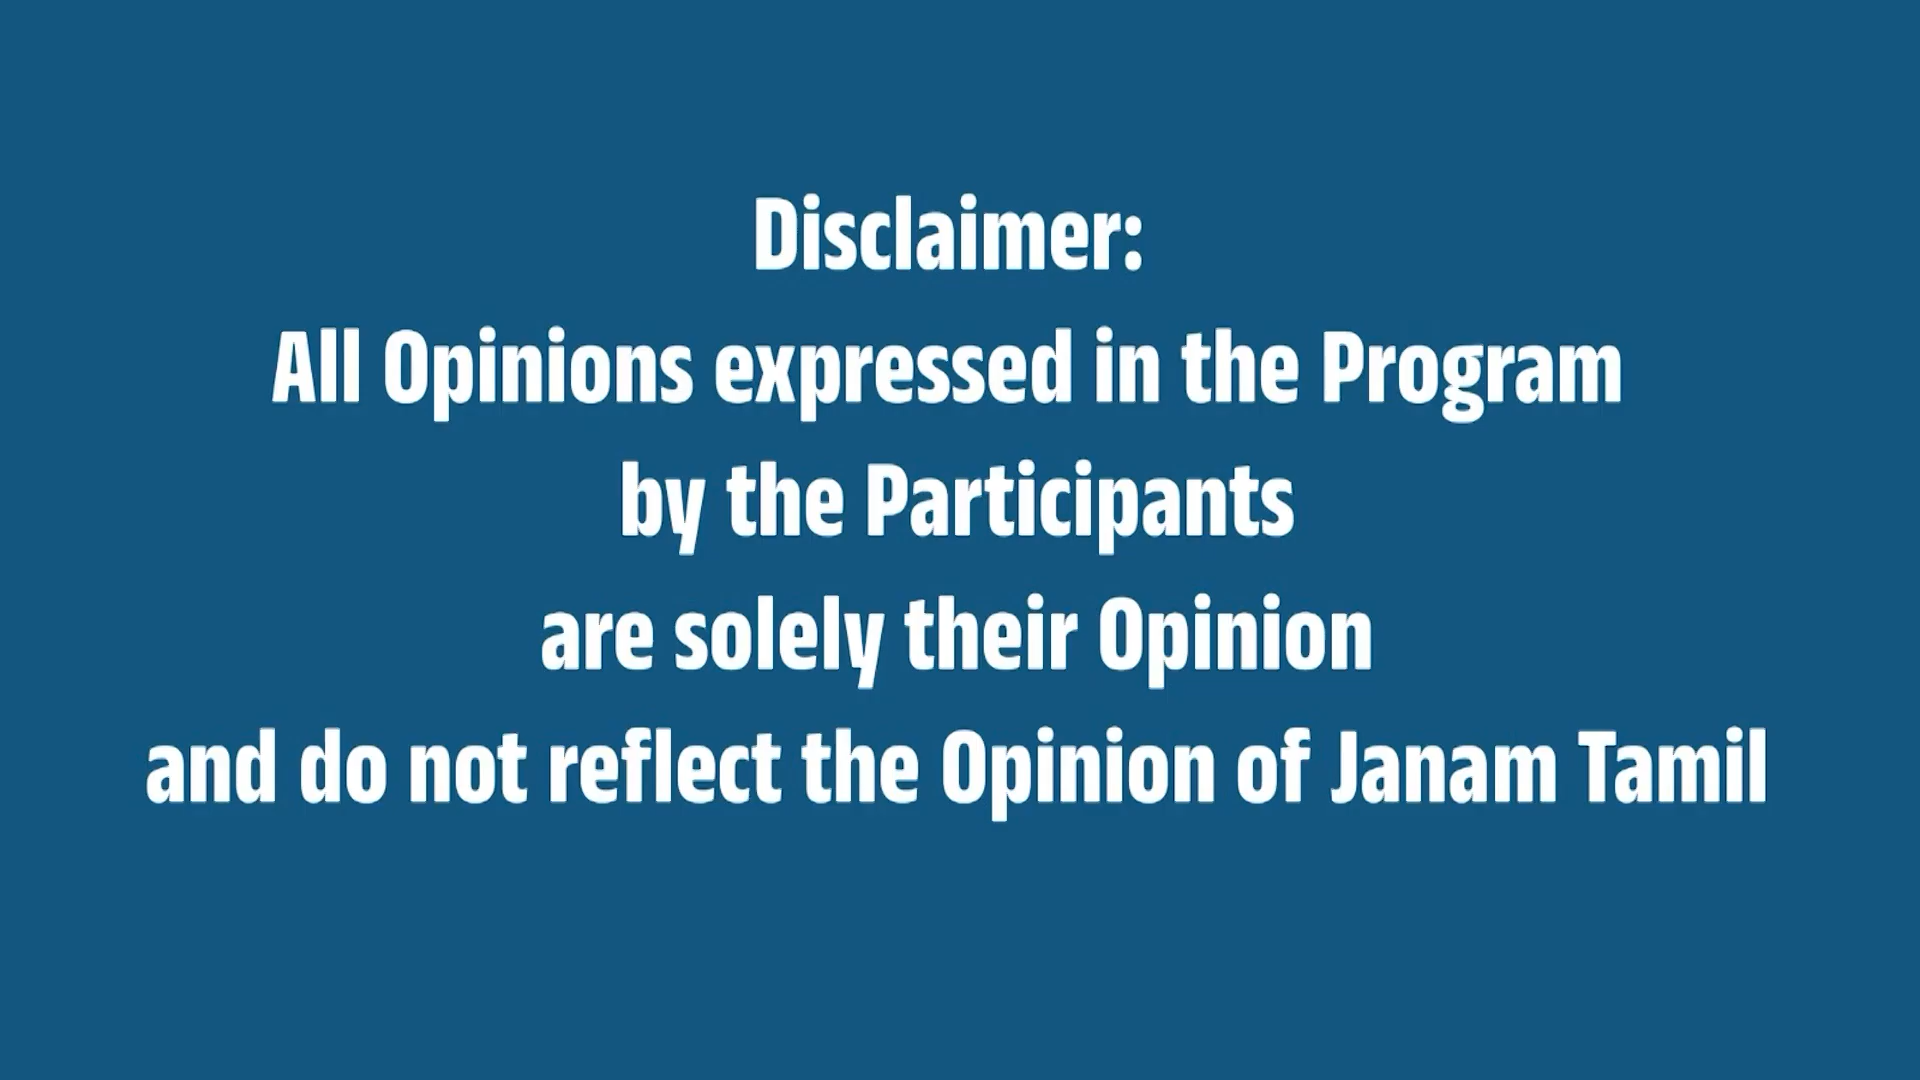 Disclaimer:
All Opinions expressed in the Program
by the Participants
are solely their Opinion
and do not reflect the Opinion of Janam Tamil